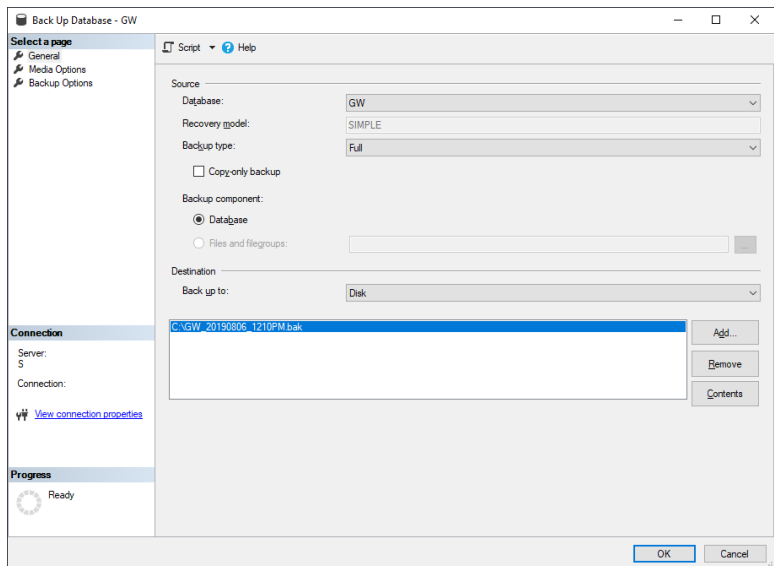 Back Up Database - GW
Select a page
General
Media Options
Backup Options
Script
Help
Source
Database:
GW
Recovery model:
SIMPLE
Backup type:
Full
Copy-only backup
Backup component:
Database
Files and filegroups:
...
Destination
Back up to:
Disk
C:\GW_20190806_1210PM.bak
Add...
Remove
Contents
Connection
Server:
S
Connection:
View connection properties
Progress
Ready
OK
Cancel